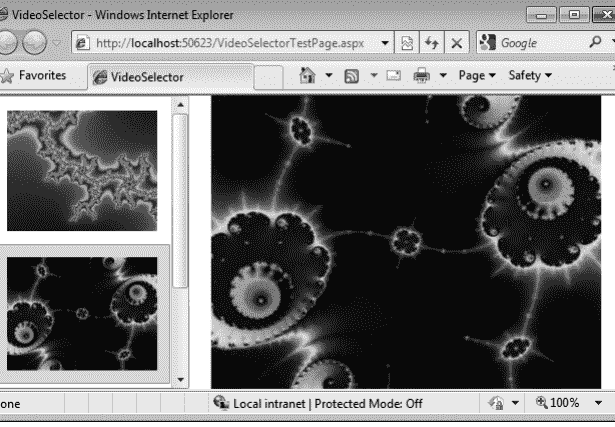 VideoSelector - Windows Internet Explorer
http://localhost:50623/VideoSelectorTestPage.aspx Google
Favorites VideoSelector Page Safety
one Local intranet | Protected Mode: Off 100%